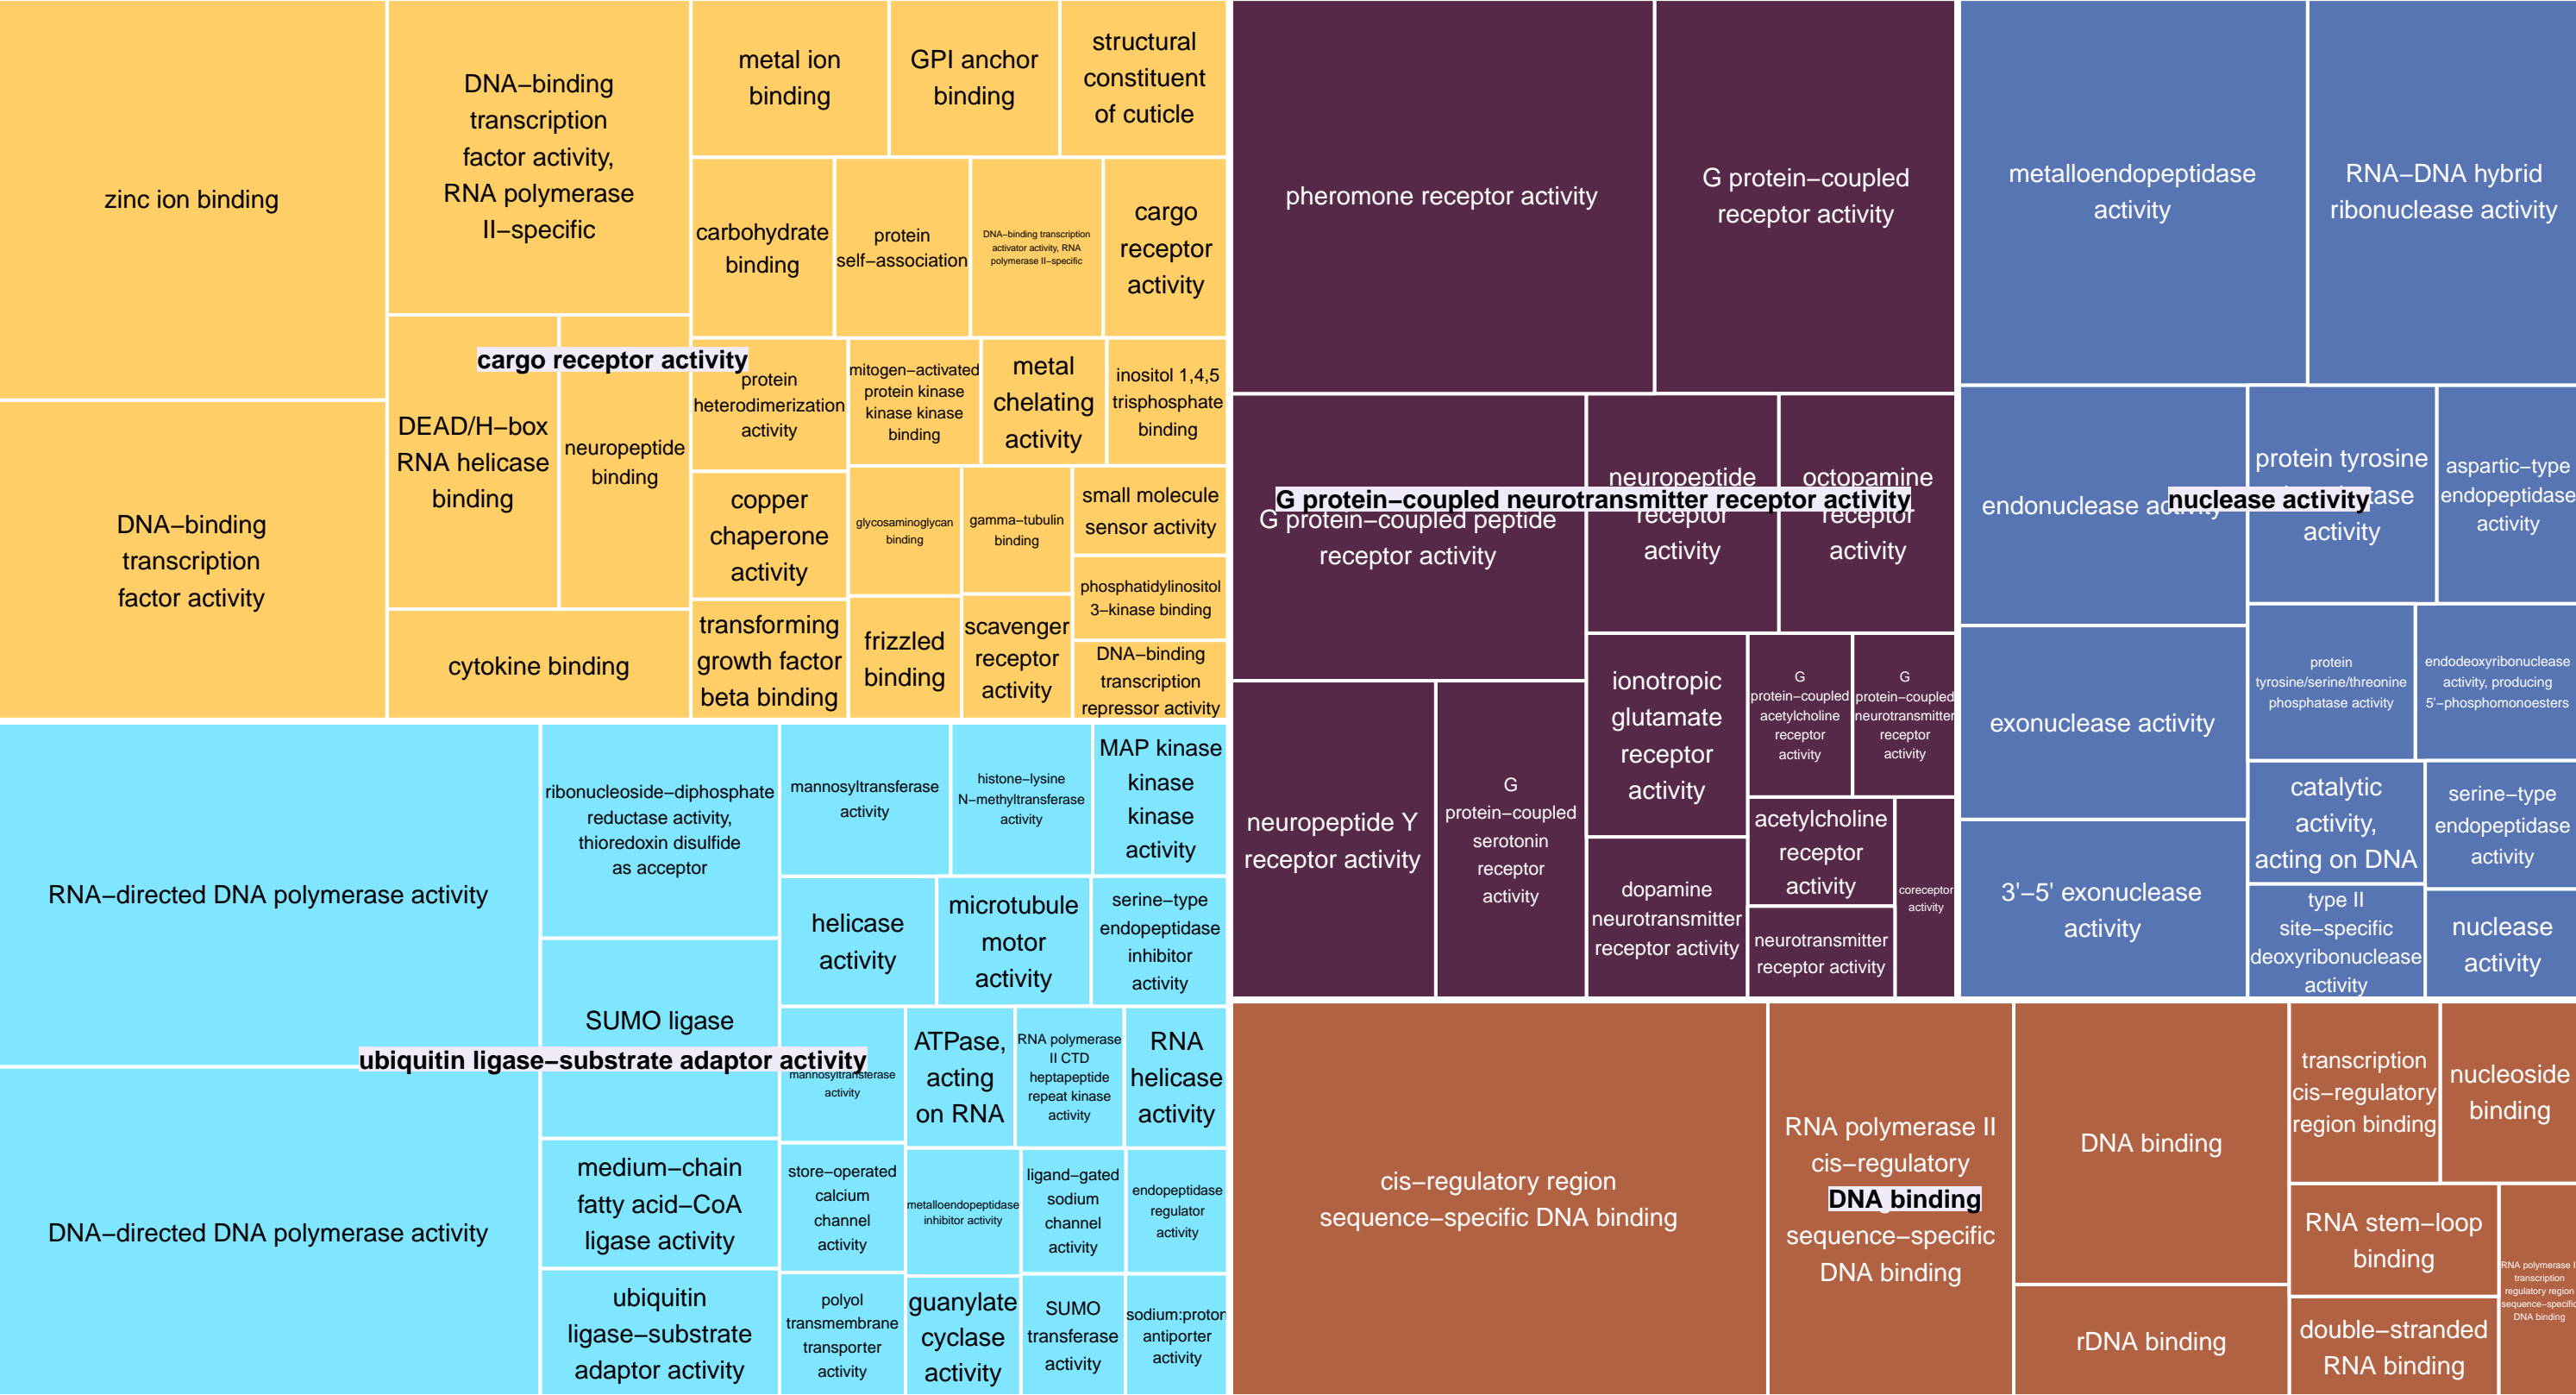 zinc ion binding
DNA−binding
transcription
factor activity
DNA−binding
transcription
factor activity,
RNA polymerase
II−specific
DEAD/H−box
RNA helicase
binding
neuropeptide
binding
cytokine binding
metal ion
binding
GPI anchor
binding
structural
constituent
of cuticle
carbohydrate
binding
protein
self−association
DNA−binding transcription
activator activity, RNA
polymerase II−specific
cargo
receptor
activity
cargo receptor activity
protein
heterodimerization
activity
mitogen−activated
protein kinase
kinase kinase
binding
metal
chelating
activity
inositol 1,4,5
trisphosphate
binding
copper
chaperone
activity
glycosaminoglycan
binding
gamma−tubulin
binding
small molecule
sensor activity
phosphatidylinositol
3−kinase binding
transforming
growth factor
beta binding
frizzled
binding
scavenger
receptor
activity
DNA−binding
transcription
repressor activity
RNA−directed DNA polymerase activity
DNA−directed DNA polymerase activity
ribonucleoside−diphosphate
reductase activity,
thioredoxin disulfide
as acceptor
SUMO ligase
ubiquitin ligase−substrate adaptor activity
medium−chain
fatty acid−CoA
ligase activity
ubiquitin
ligase−substrate
adaptor activity
mannosyltransferase
activity
histone−lysine
N−methyltransferase
activity
MAP kinase
kinase
kinase
activity
helicase
activity
microtubule
motor
activity
serine−type
endopeptidase
inhibitor
activity
mannosyltransferase
activity
ATPase,
acting
on RNA
RNA polymerase
II CTD
heptapeptide
repeat kinase
activity
RNA
helicase
activity
store−operated
calcium
channel
activity
metalloendopeptidase
inhibitor activity
ligand−gated
sodium
channel
activity
endopeptidase
regulator
activity
polyol
transmembrane
transporter
activity
guanylate
cyclase
activity
SUMO
transferase
activity
sodium:proton
antiporter
activity
pheromone receptor activity
G protein−coupled
receptor activity
G protein−coupled peptide
receptor activity
neuropeptide
receptor
activity
octopamine
receptor
activity
G protein−coupled neurotransmitter receptor activity
neuropeptide Y
receptor activity
G
protein−coupled
serotonin
receptor
activity
ionotropic
glutamate
receptor
activity
G
protein−coupled
acetylcholine
receptor
activity
G
protein−coupled
neurotransmitter
receptor
activity
dopamine
neurotransmitter
receptor activity
acetylcholine
receptor
activity
neurotransmitter
receptor activity
coreceptor
activity
metalloendopeptidase
activity
RNA−DNA hybrid
ribonuclease activity
endonuclease activity
nuclease activity
protein tyrosine
activity
aspartic−type
endopeptidase
activity
exonuclease activity
3'−5' exonuclease
activity
protein
tyrosine/serine/threonine
phosphatase activity
endodeoxyribonuclease
activity, producing
5'−phosphomonoesters
catalytic
activity,
acting on DNA
serine−type
endopeptidase
activity
type II
site−specific
deoxyribonuclease
activity
nuclease
activity
cis−regulatory region
sequence−specific DNA binding
RNA polymerase II
cis−regulatory
DNA binding
sequence−specific
DNA binding
DNA binding
rDNA binding
transcription
cis−regulatory
region binding
nucleoside
binding
RNA stem−loop
binding
double−stranded
RNA binding
RNA polymerase
transcription
regulatory region
sequence−specific
DNA binding